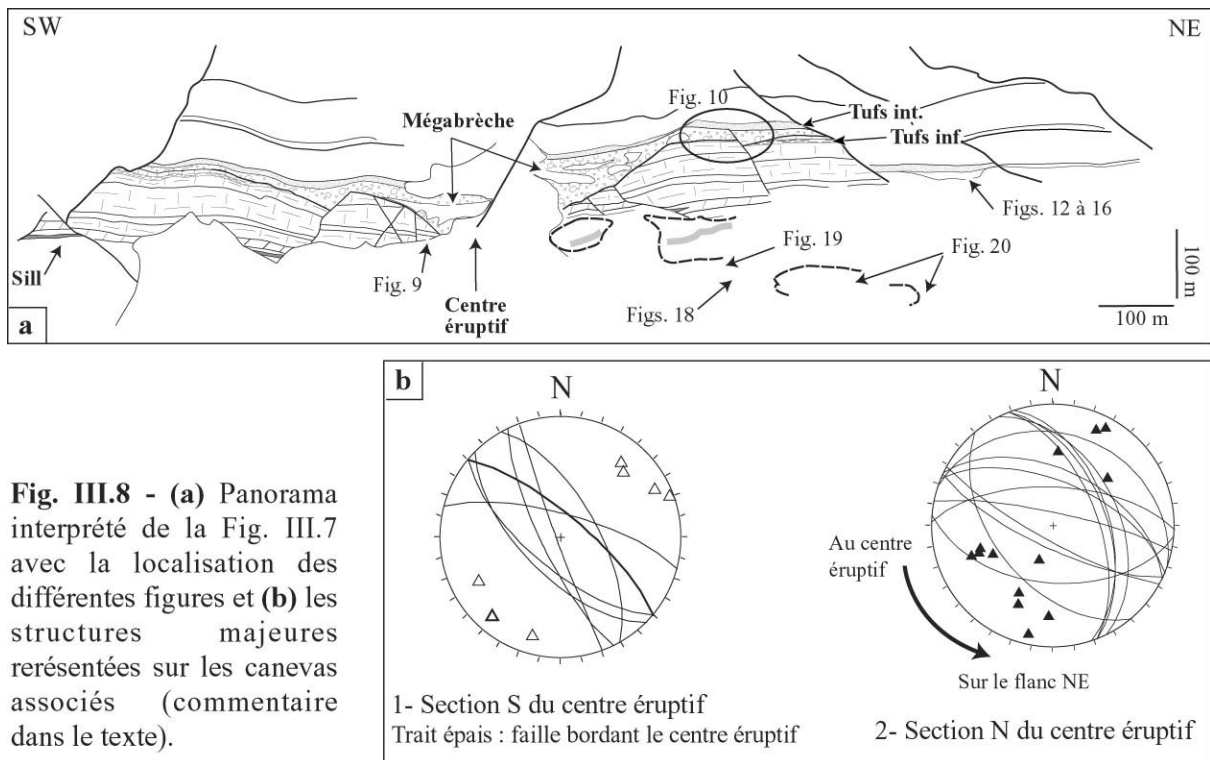 SW
NE
Fig. 10
Tufs int.
Mégabrèche
Tufs inf.
Figs. 12 à 16
Sill
Fig. 9
Centre
éruptif
Fig. 19
Fig. 20
Figs. 18
100 m
100 m
a
b
N
N
Au centre
éruptif
Sur le flanc NE
1- Section S du centre éruptif
Trait épais : faille bordant le centre éruptif
2- Section N du centre éruptif
Fig. III.8 - (a) Panorama
interprété de la Fig. III.7
avec la localisation des
différentes figures et (b) les
structures majeures
rerésentées sur les canevas
associés (commentaire
dans le texte).